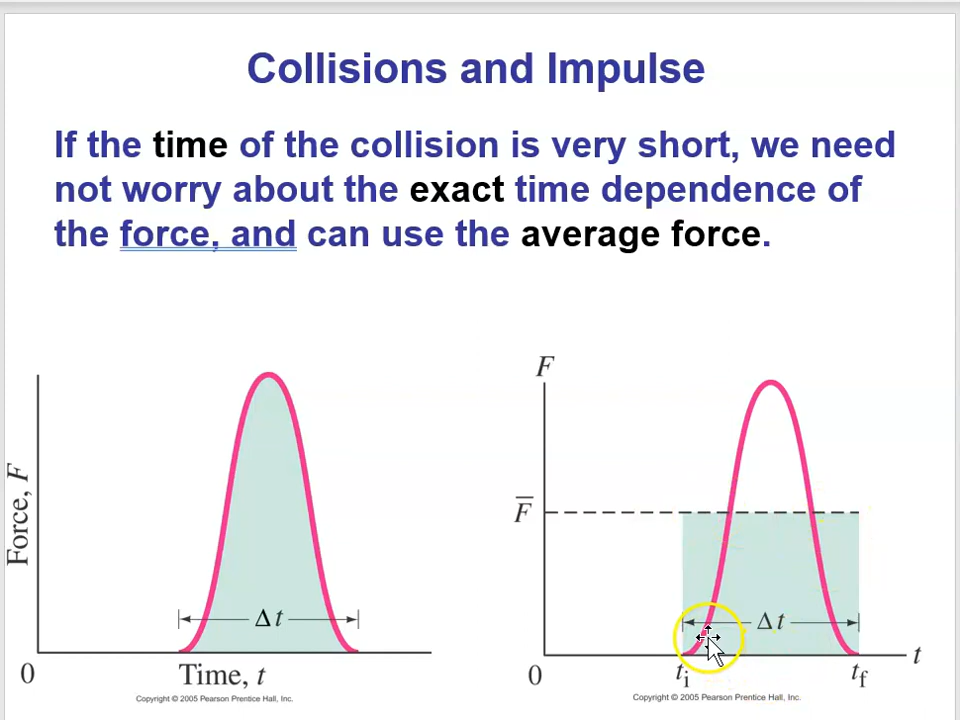 Collisions and Impulse
If the time of the collision is very short, we need
not worry about the exact time dependence of
the force, and can use the average force.
Force, F
Δt
0
Time, t
Copyright © 2005 Pearson Prentice Hall, Inc.
F
F̅
Δt
0
tᵢ
t_f
t
Copyright © 2005 Pearson Prentice Hall, Inc.